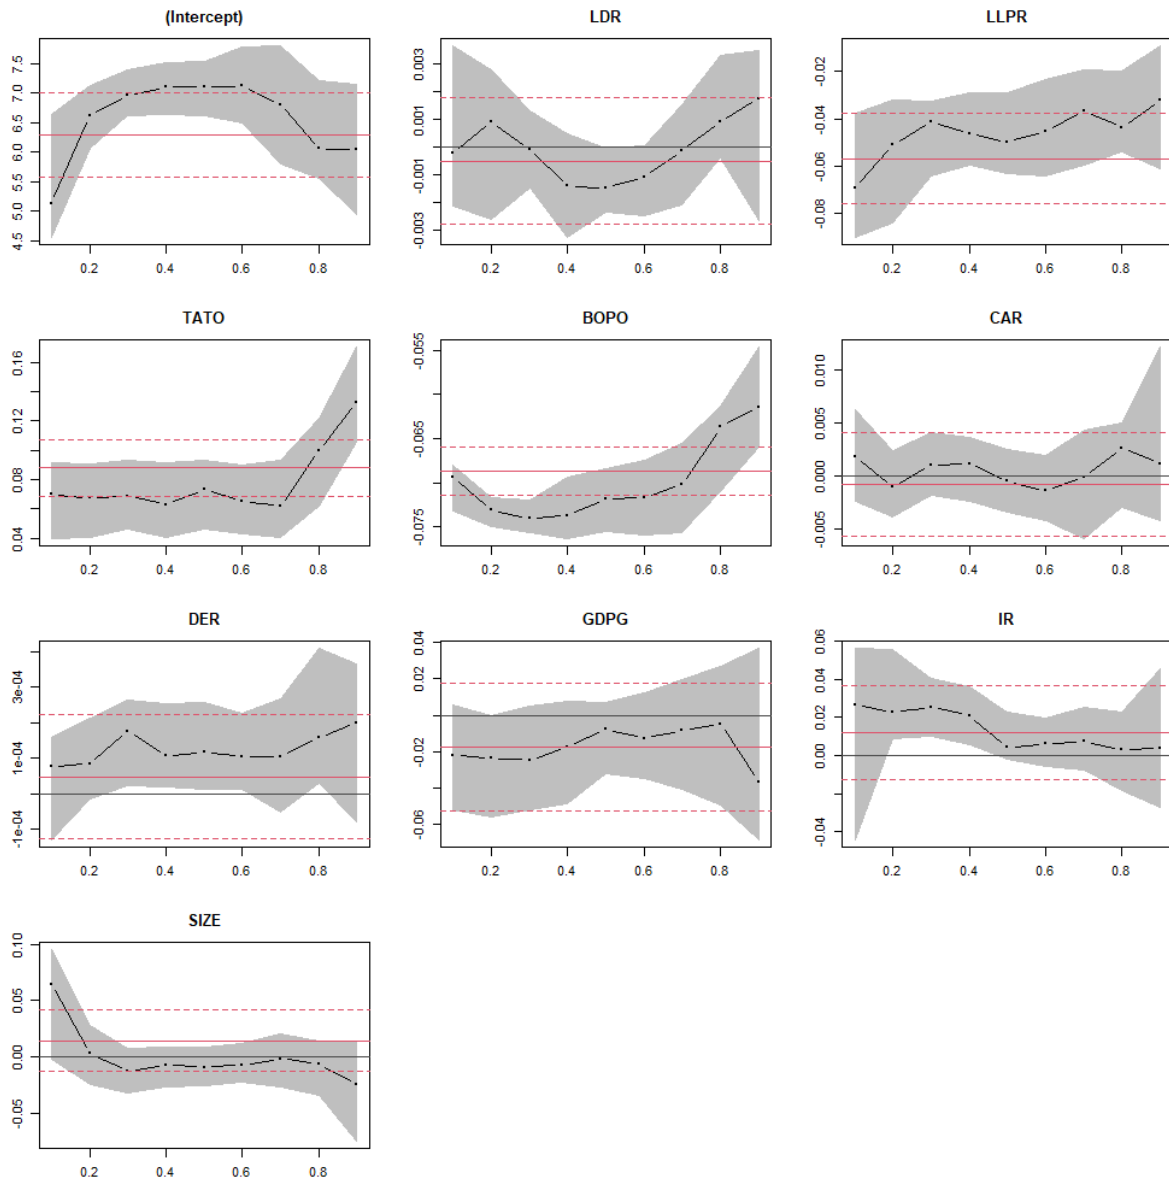 (Intercept)
7.5
7.0
6.5
6.0
5.5
5.0
4.5
0.2 0.4 0.6 0.8
LDR
0.003
0.001
-0.001
-0.003
0.2 0.4 0.6 0.8
LLPR
-0.02
-0.04
-0.06
-0.08
0.2 0.4 0.6 0.8
TATO
0.16
0.12
0.08
0.04
0.2 0.4 0.6 0.8
BOPO
-0.055
-0.065
-0.075
0.2 0.4 0.6 0.8
CAR
0.010
0.005
0.000
-0.005
0.2 0.4 0.6 0.8
DER
3e-04
1e-04
-1e-04
0.2 0.4 0.6 0.8
GDPG
0.04
0.02
-0.02
-0.06
0.2 0.4 0.6 0.8
IR
0.06
0.04
0.02
0.00
-0.04
0.2 0.4 0.6 0.8
SIZE
0.10
0.05
0.00
-0.05
0.2 0.4 0.6 0.8